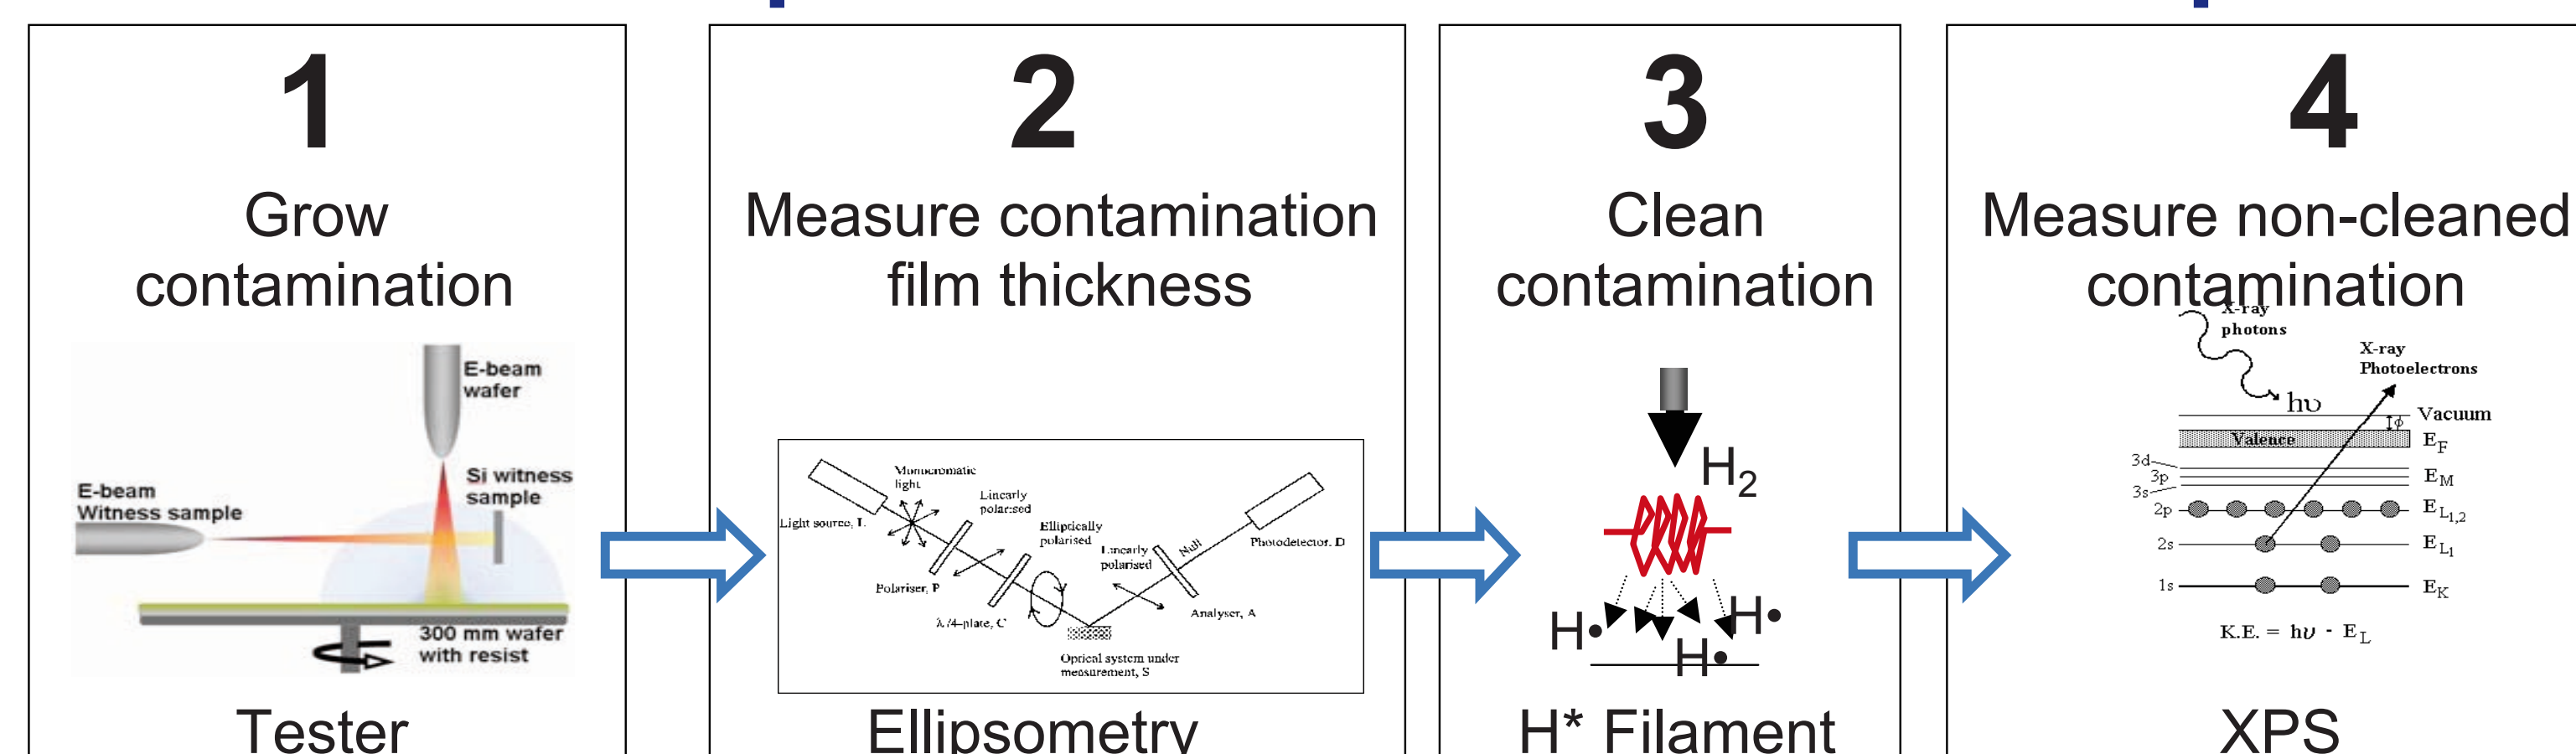 1
Grow
contamination
E-beam
wafer
Si witness
sample
E-beam
Witness sample
300 mm wafer
with resist
Tester
2
Measure contamination
film thickness
Monocromatic
light
Linearly
polarised
Light source, L
Elliptically
polarised
Linearly
polarised
Null
Photodetector, D
Polariser, P
λ/4-plate, C
Analyser, A
Optical system under
measurement, S
Ellipsometry
3
Clean
contamination
H2
H•
H•
H•
H* Filament
4
Measure non-cleaned
contamination
X-ray
photons
X-ray
Photoelectrons
hυ
Vacuum
ϕ
Valence
EF
3d
3p
EM
3s
2p
EL1,2
2s
EL1
1s
EK
K.E. = hυ - EL
XPS